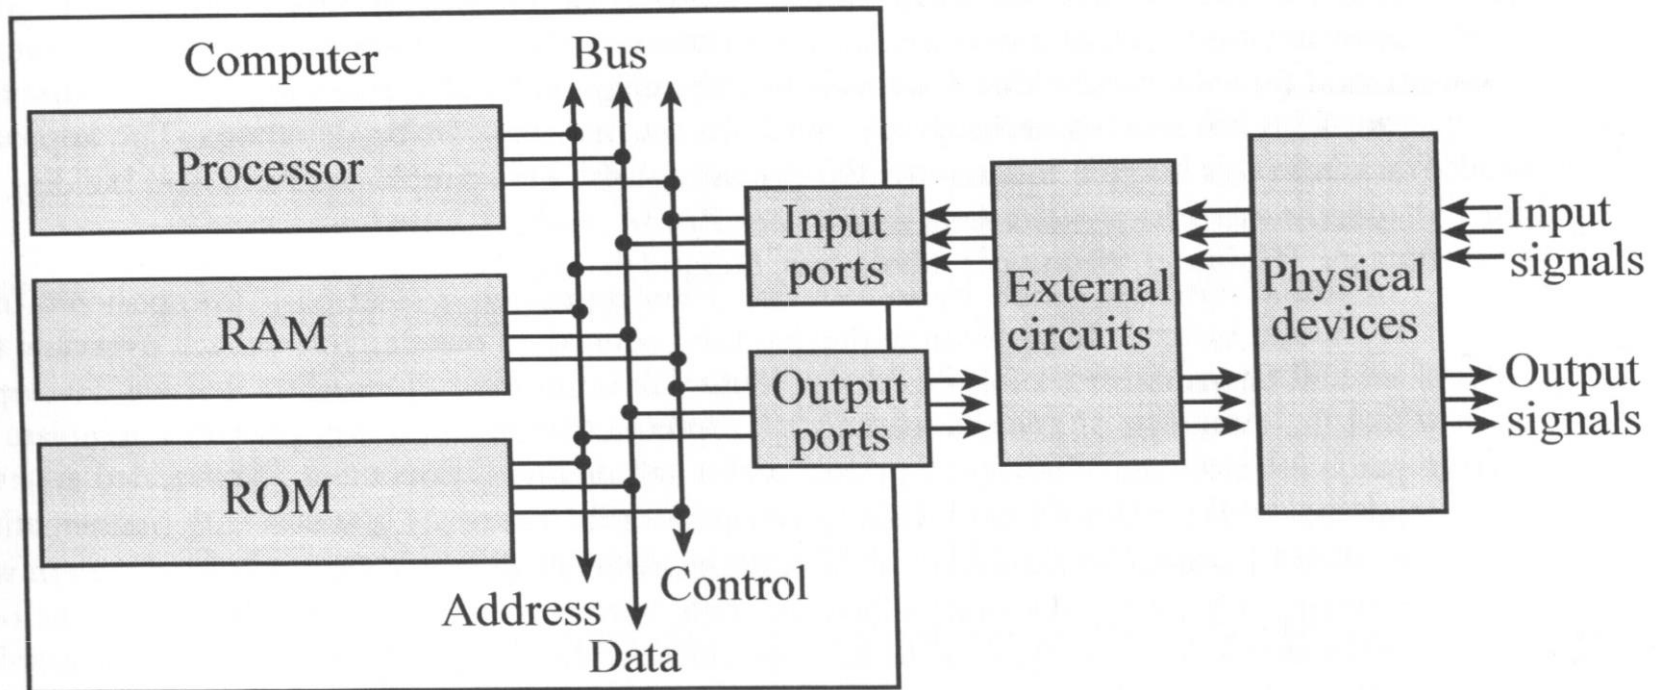 Computer
Bus
Processor
Input
ports
Input
signals
External
circuits
Physical
devices
RAM
Output
ports
Output
signals
ROM
Address
Control
Data